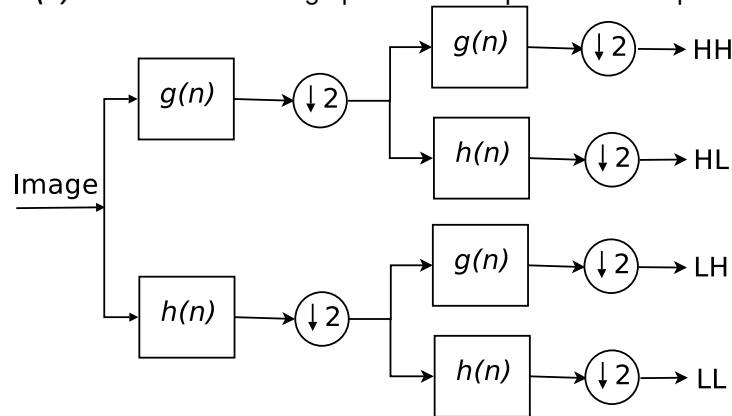 g(n) ↓2 HH
g(n) ↓2
h(n) ↓2 HL
Image
g(n) ↓2 LH
h(n) ↓2
h(n) ↓2 LL